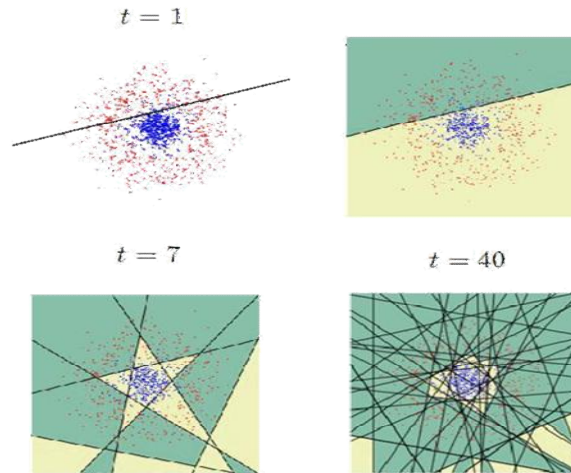 t = 1
t = 7
t = 40